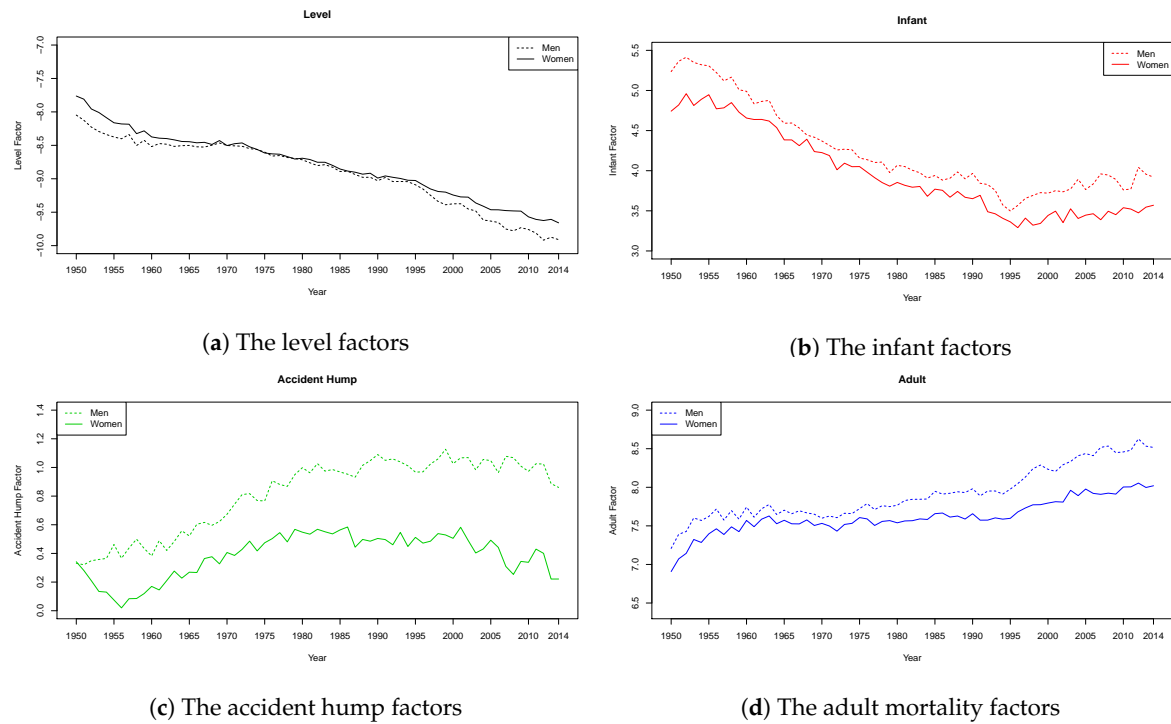 Level
Men
Women
Level Factor
−7.0
−7.5
−8.0
−8.5
−9.0
−9.5
−10.0
1950 1955 1960 1965 1970 1975 1980 1985 1990 1995 2000 2005 2010 2014
Year
(a) The level factors
Infant
Men
Women
Infant Factor
5.5
5.0
4.5
4.0
3.5
3.0
1950 1955 1960 1965 1970 1975 1980 1985 1990 1995 2000 2005 2010 2014
Year
(b) The infant factors
Accident Hump
Men
Women
Accident Hump Factor
1.4
1.2
1.0
0.8
0.6
0.4
0.2
0.0
1950 1955 1960 1965 1970 1975 1980 1985 1990 1995 2000 2005 2010 2014
Year
(c) The accident hump factors
Adult
Men
Women
Adult Factor
9.0
8.5
8.0
7.5
7.0
6.5
1950 1955 1960 1965 1970 1975 1980 1985 1990 1995 2000 2005 2010 2014
Year
(d) The adult mortality factors